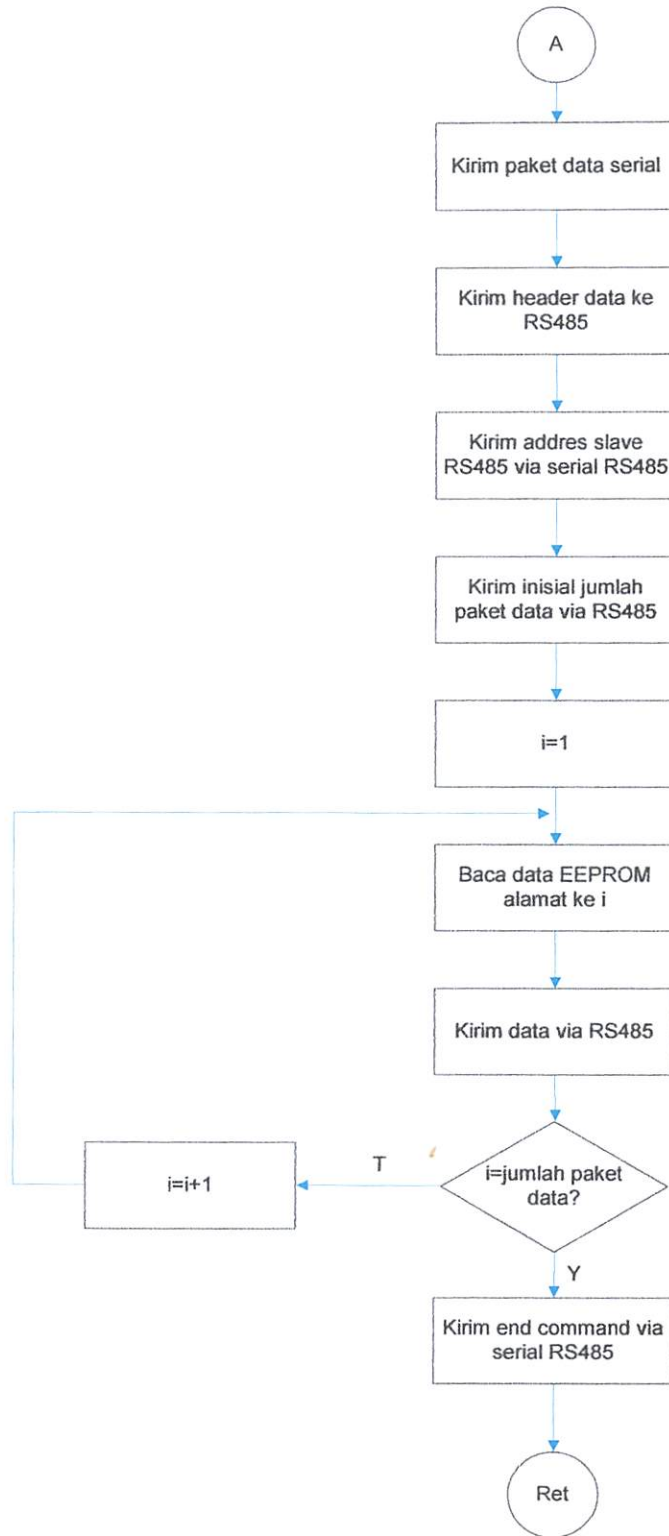 A
Kirim paket data serial
Kirim header data ke
RS485
Kirim addres slave
RS485 via serial RS485
Kirim inisial jumlah
paket data via RS485
i=1
Baca data EEPROM
alamat ke i
Kirim data via RS485
i=jumlah paket
data?
T
i=i+1
Y
Kirim end command via
serial RS485
Ret